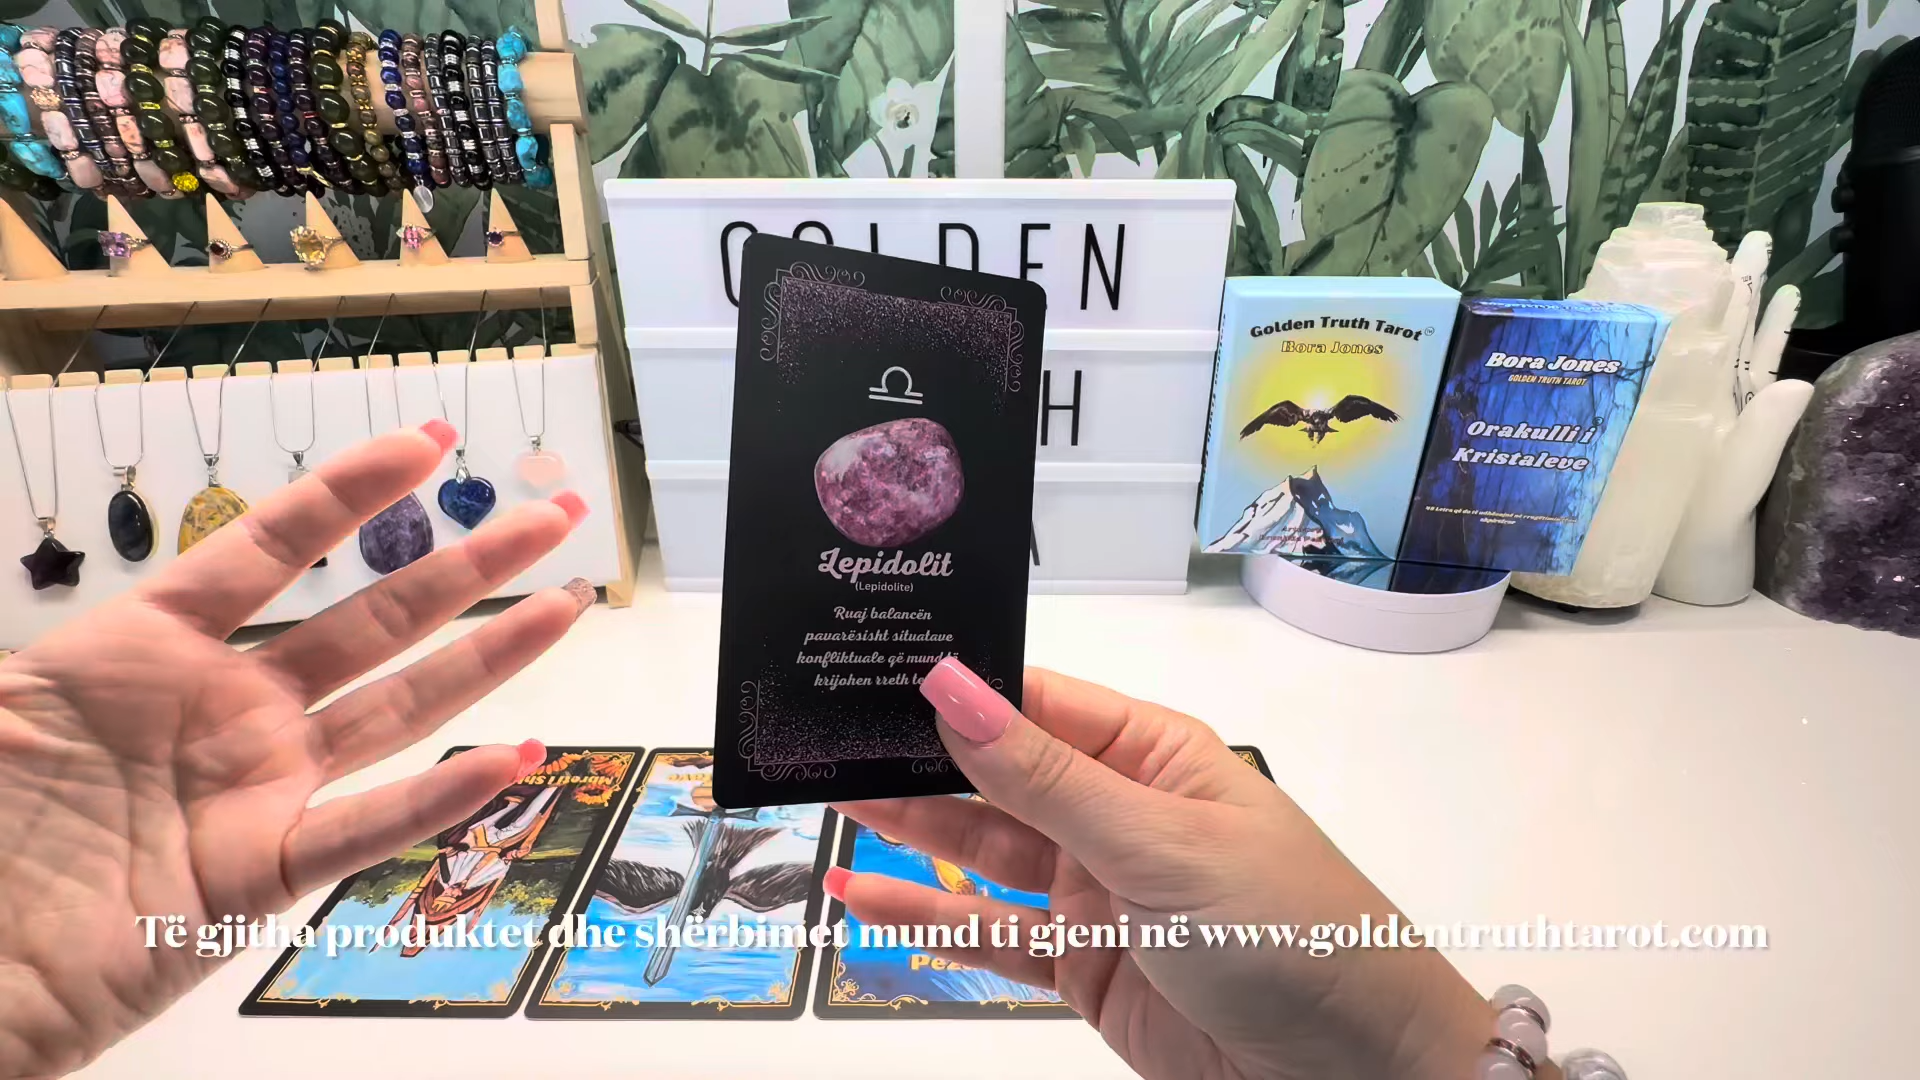 GOLDEN
H
A
Golden Truth Tarot
Bora Jones
Bora Jones
GOLDEN TRUTH TAROT
Orakulli i
Kristaleve
Lepidolit
(Lepidolite)
Ruaj balancën
pavarësisht situatave
konfliktuale që mund të
krijohen rreth
Mbreti i
Të gjitha produktet dhe shërbimet mund ti gjeni në www.goldentruthtarot.com